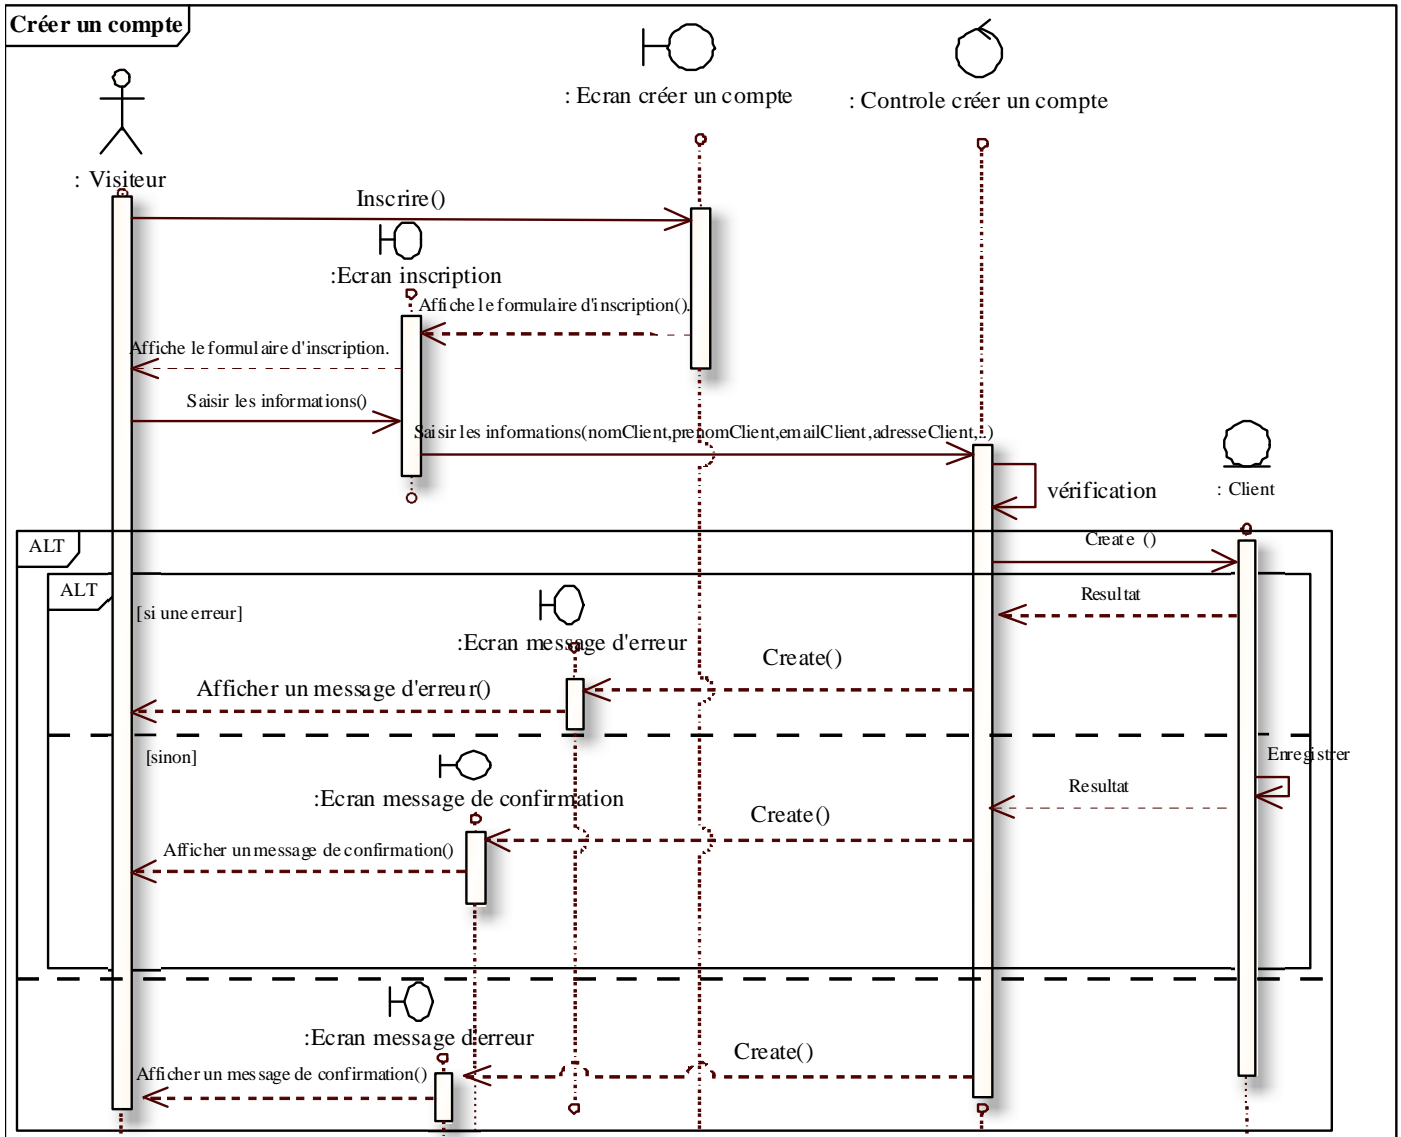 Créer un compte
: Ecran créer un compte
: Controle créer un compte
: Visiteur
Inscrire()
:Ecran inscription
Affiche le formulaire d'inscription().
Affiche le formulaire d'inscription.
Saisir les informations()
Saisir les informations(nomClient,prenomClient,emailClient,adresseClient,..)
vérification
: Client
ALT
Create ()
ALT
Resultat
[si une erreur]
:Ecran message d'erreur
Create()
Afficher un message d'erreur()
[sinon]
Enregistrer
Resultat
:Ecran message de confirmation
Create()
Afficher un message de confirmation()
:Ecran message d'erreur
Create()
Afficher un message de confirmation()